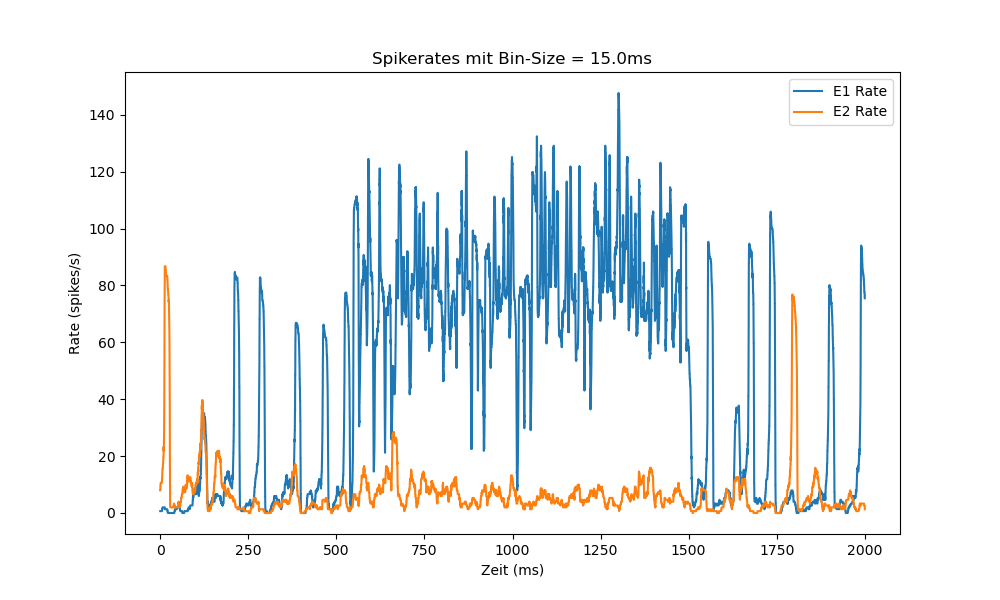 Spikerates mit Bin-Size = 15.0ms
E1 Rate
E2 Rate
140
120
100
80
60
40
20
0
Rate (spikes/s)
0 250 500 750 1000 1250 1500 1750 2000
Zeit (ms)